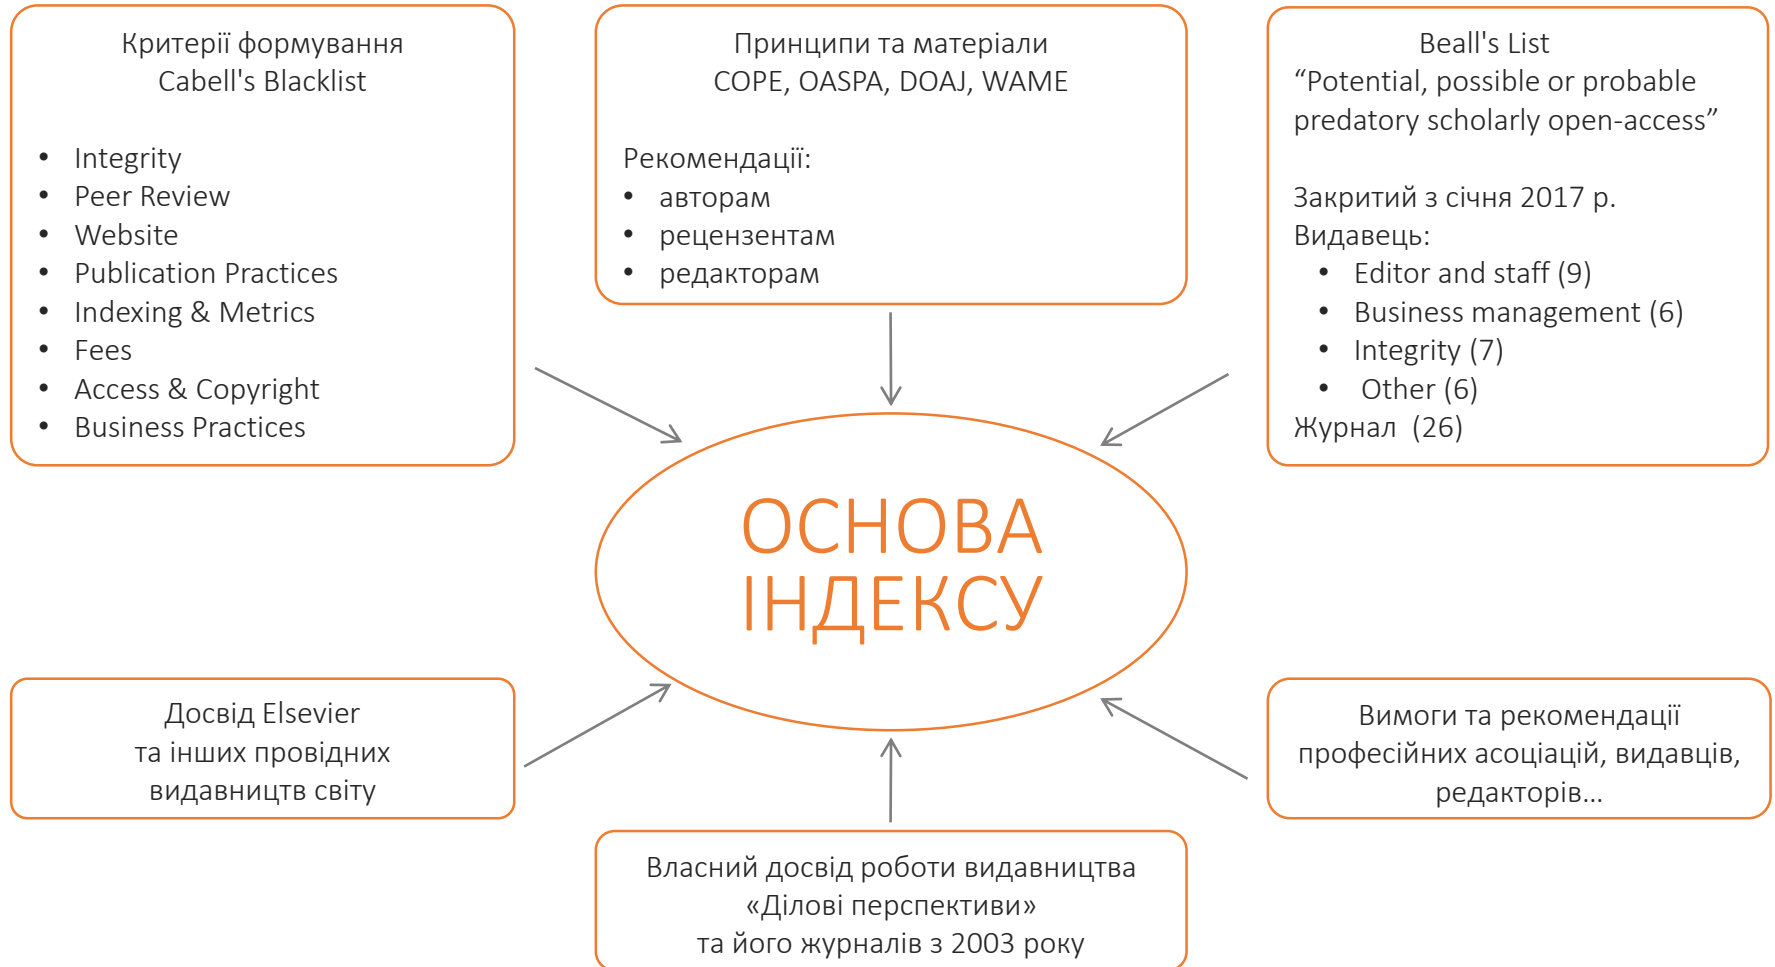 Критерії формування
Cabell's Blacklist
• Integrity
• Peer Review
• Website
• Publication Practices
• Indexing & Metrics
• Fees
• Access & Copyright
• Business Practices
Принципи та матеріали
COPE, OASPA, DOAJ, WAME
Рекомендації:
• авторам
• рецензентам
• редакторам
Beall's List
“Potential, possible or probable
predatory scholarly open-access”
Закритий з січня 2017 р.
Видавець:
• Editor and staff (9)
• Business management (6)
• Integrity (7)
• Other (6)
Журнал (26)
ОСНОВА
ІНДЕКСУ
Досвід Elsevier
та інших провідних
видавництв світу
Власний досвід роботи видавництва
«Ділові перспективи»
та його журналів з 2003 року
Вимоги та рекомендації
професійних асоціацій, видавців,
редакторів...